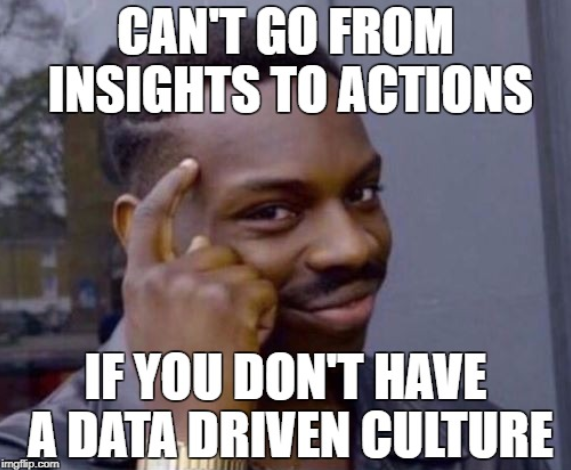 CAN'T GO FROM
INSIGHTS TO ACTIONS
IF YOU DON'T HAVE
A DATA DRIVEN CULTURE
imgflip.com